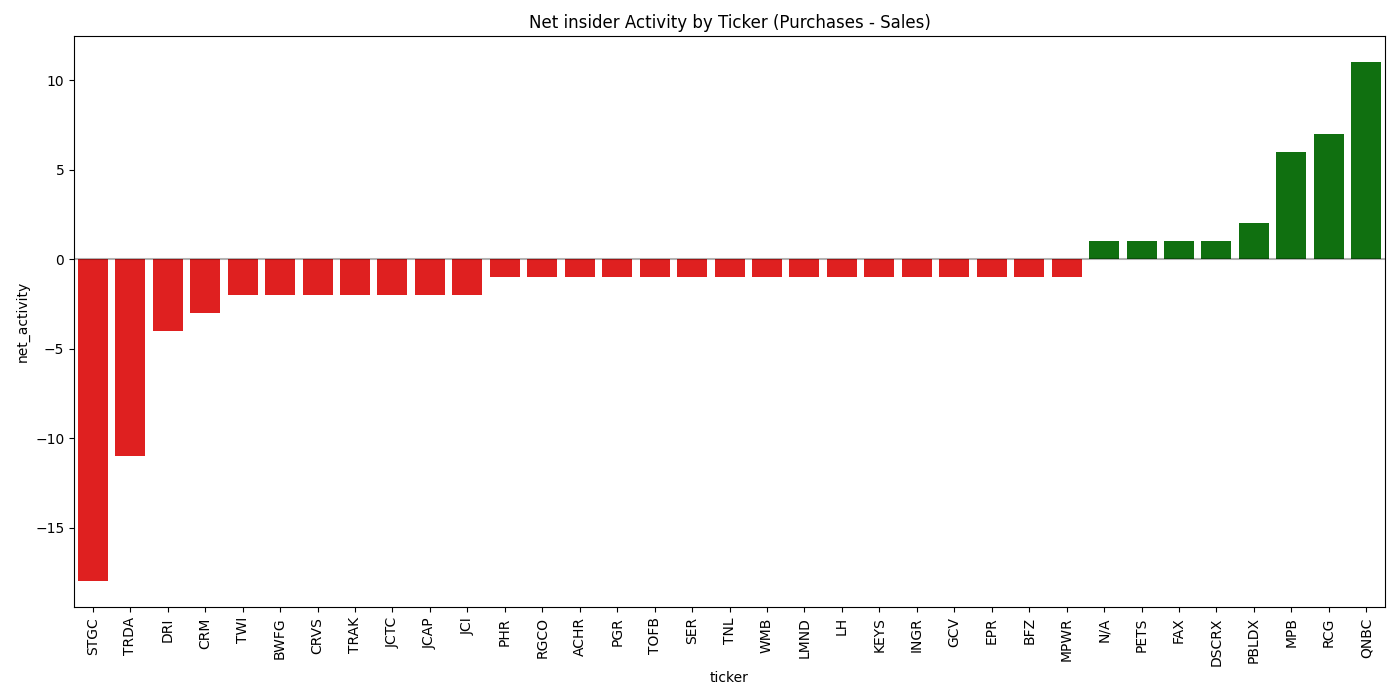 Net insider Activity by Ticker (Purchases - Sales)
net_activity
10
5
0
−5
−10
−15
STGC TRDA DRI CRM TWI BWFG CRVS TRAK JCTC JCAP JCI PHR RGCO ACHR PGR TOFB SER TNL WMB LMND LH KEYS INGR GCV EPR BFZ MPWR N/A PETS FAX DSCRX PBLDX MPB RCG QNBC
ticker